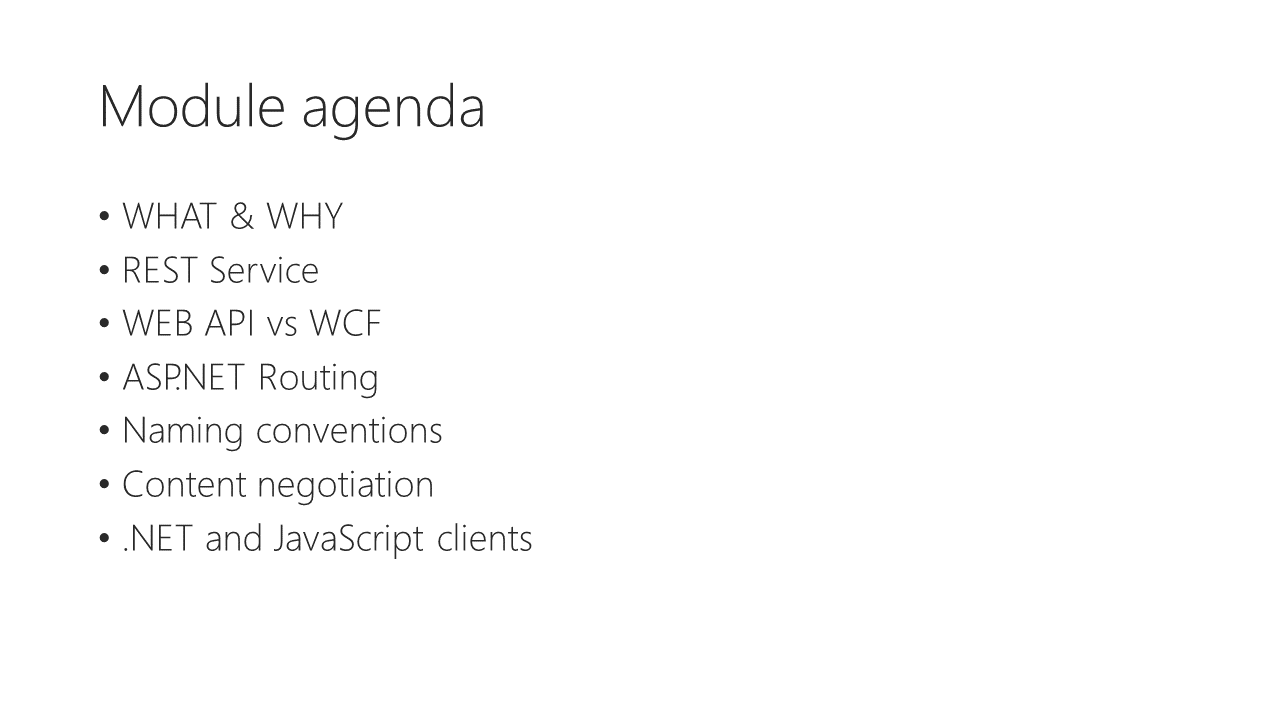 Module agenda
• WHAT & WHY
• REST Service
• WEB API vs WCF
• ASP.NET Routing
• Naming conventions
• Content negotiation
• .NET and JavaScript clients